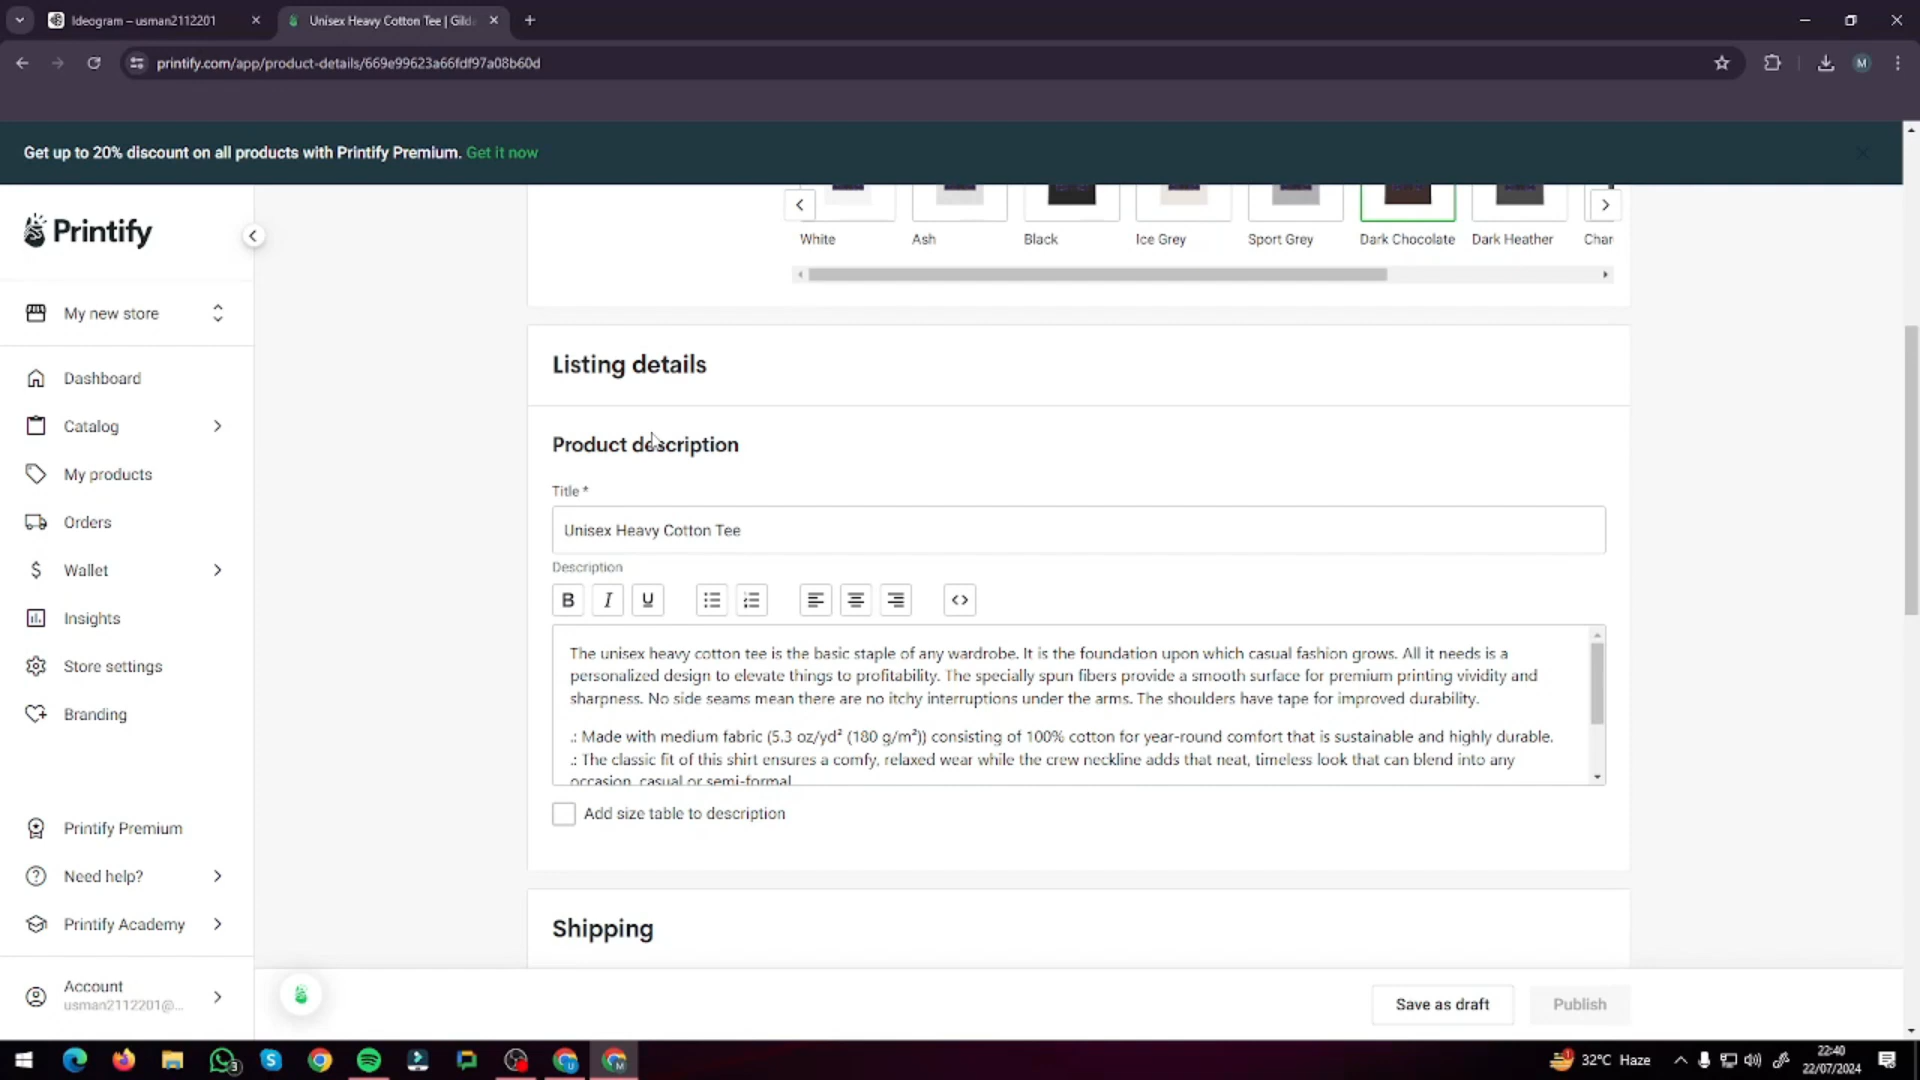 Ideogram – usman2112201
Unisex Heavy Cotton Tee | Gild
printify.com/app/product-details/669e99623a66fdf97a08b60d
M
Get up to 20% discount on all products with Printify Premium. Get it now
Printify
My new store
Dashboard
Catalog
My products
Orders
Wallet
Insights
Store settings
Branding
Printify Premium
Need help?
Printify Academy
Account
usman2112201@...
White
Ash
Black
Ice Grey
Sport Grey
Dark Chocolate
Dark Heather
Char
Listing details
Product description
Title *
Unisex Heavy Cotton Tee
Description
B I U <>
The unisex heavy cotton tee is the basic staple of any wardrobe. It is the foundation upon which casual fashion grows. All it needs is a
personalized design to elevate things to profitability. The specially spun fibers provide a smooth surface for premium printing vividity and
sharpness. No side seams mean there are no itchy interruptions under the arms. The shoulders have tape for improved durability.
.: Made with medium fabric (5.3 oz/yd² (180 g/m²)) consisting of 100% cotton for year-round comfort that is sustainable and highly durable.
.: The classic fit of this shirt ensures a comfy, relaxed wear while the crew neckline adds that neat, timeless look that can blend into any
occasion, casual or semi-formal.
Add size table to description
Shipping
Save as draft
Publish
32°C Haze
22:40
22/07/2024